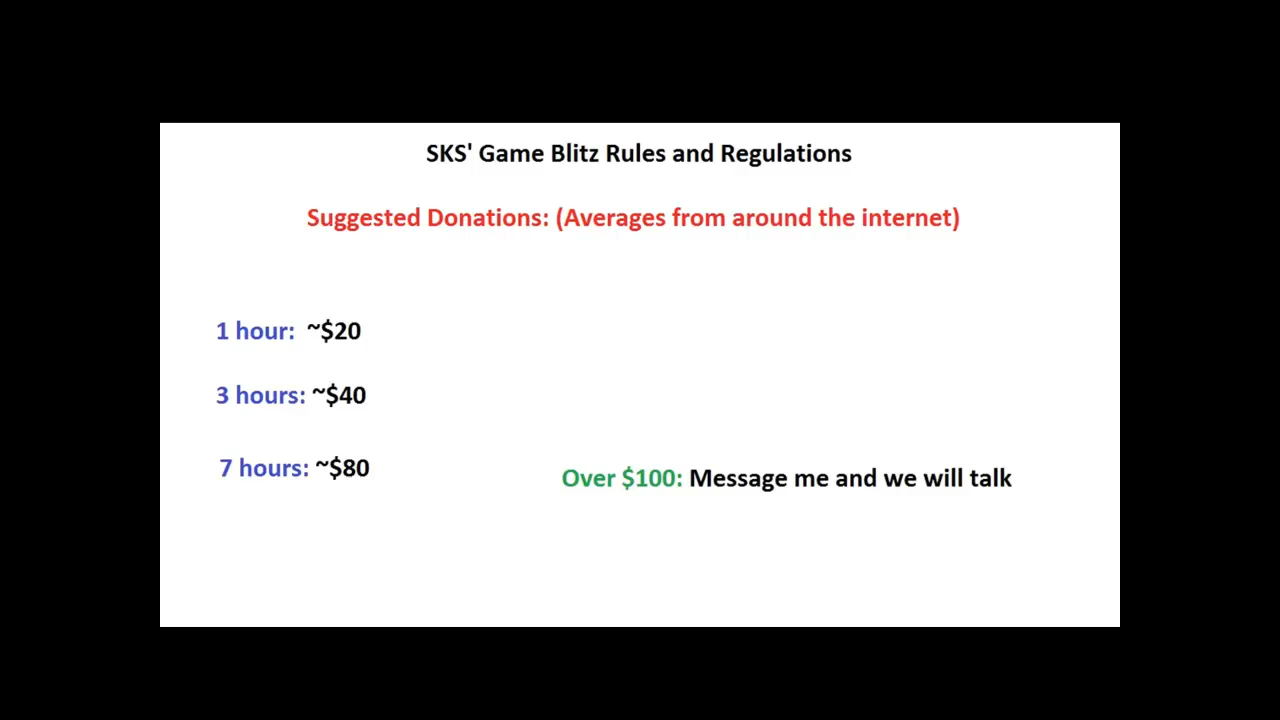 SKS' Game Blitz Rules and Regulations
Suggested Donations: (Averages from around the internet)
1 hour: ~$20
3 hours: ~$40
7 hours: ~$80
Over $100: Message me and we will talk